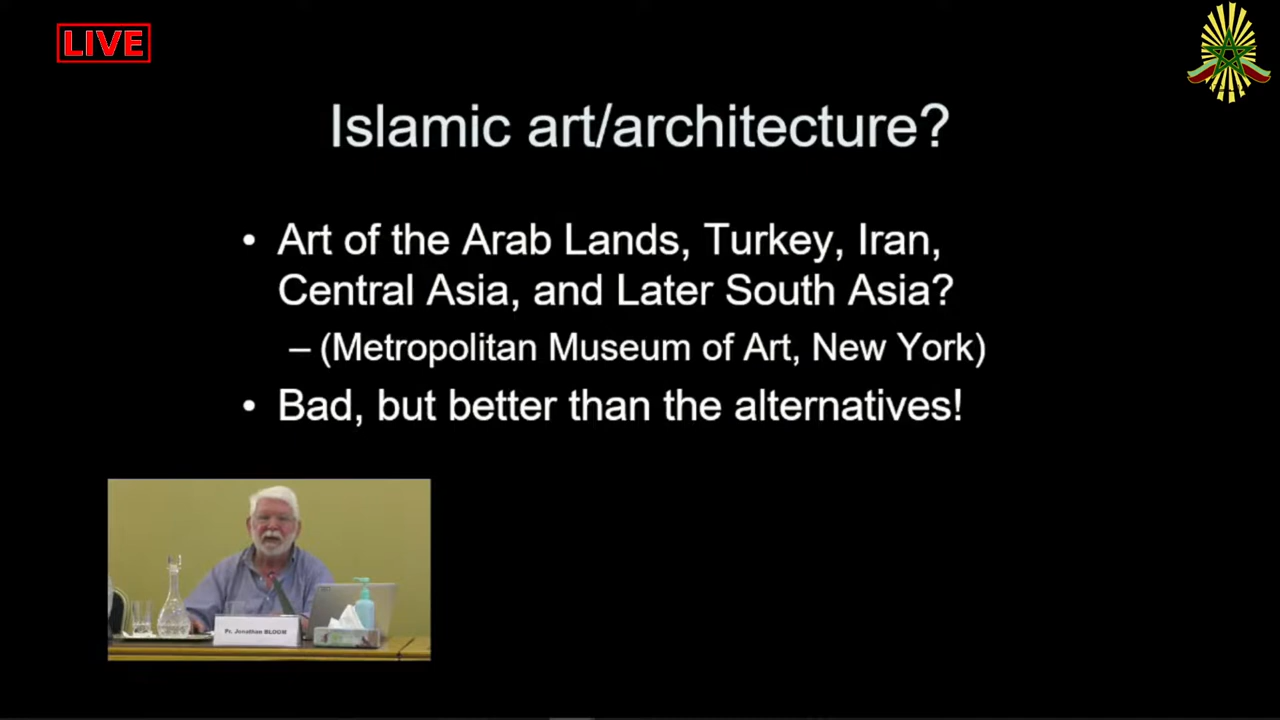 LIVE
Islamic art/architecture?
• Art of the Arab Lands, Turkey, Iran,
Central Asia, and Later South Asia?
– (Metropolitan Museum of Art, New York)
• Bad, but better than the alternatives!
Pr. Jonathan BLOOM